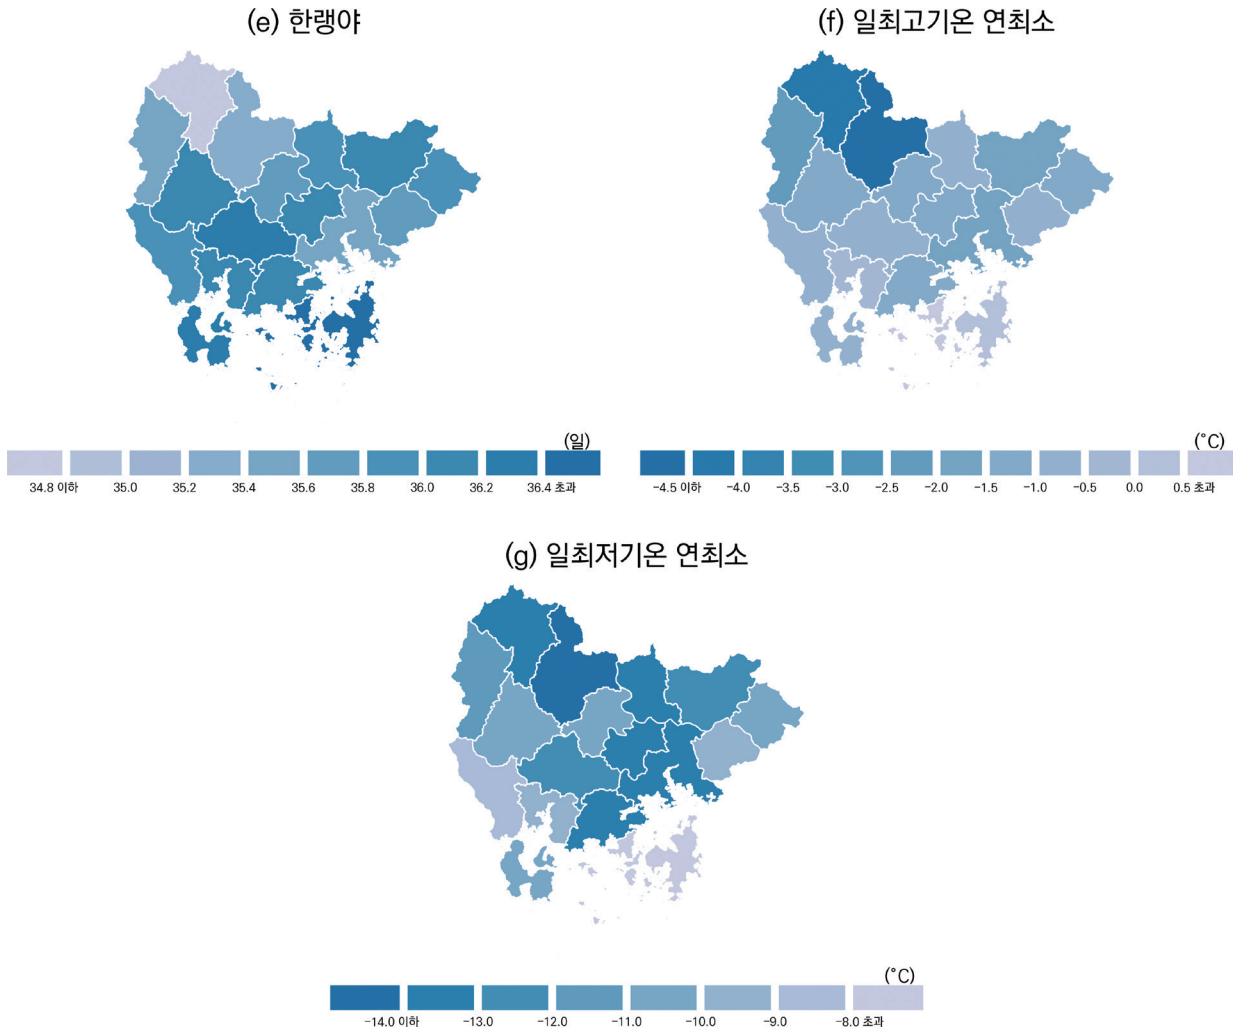 (e) 한랭야
(f) 일최고기온 연최소
(일)
34.8 이하 35.0 35.2 35.4 35.6 35.8 36.0 36.2 36.4 초과
(°C)
-4.5 이하 -4.0 -3.5 -3.0 -2.5 -2.0 -1.5 -1.0 -0.5 0.0 0.5 초과
(g) 일최저기온 연최소
(°C)
-14.0 이하 -13.0 -12.0 -11.0 -10.0 -9.0 -8.0 초과